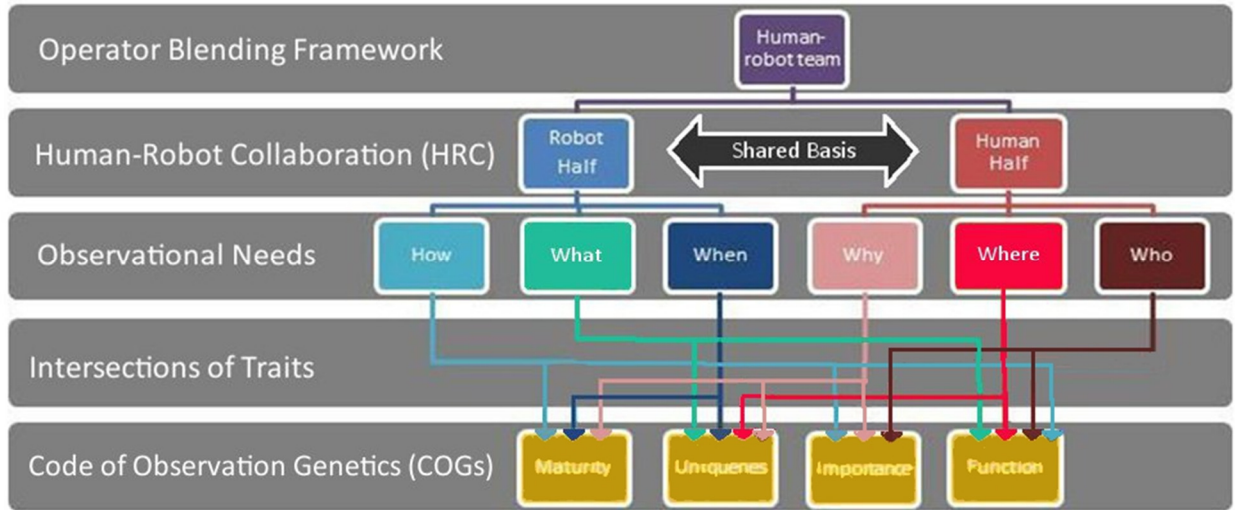 Operator Blending Framework
Human-
robot team
Human-Robot Collaboration (HRC)
Robot
Half
Shared Basis
Human
Half
Observational Needs
How
What
When
Why
Where
Who
Intersections of Traits
Code of Observation Genetics (COGs)
Maturity
Uniquenes
Importance
Function